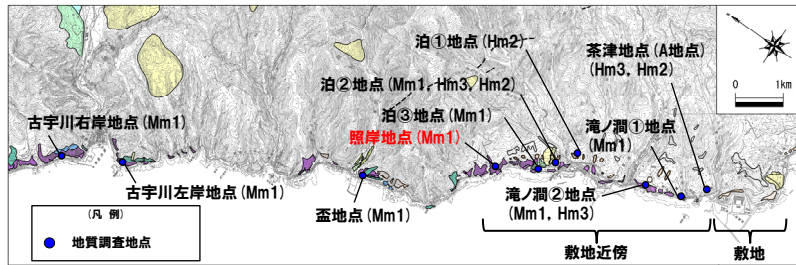 泊①地点(Hm2)
茶津地点(A地点)
(Hm3, Hm2)
泊②地点(Mm1, Hm3, Hm2)
0 1km
泊③地点(Mm1)
照岸地点(Mm1)
滝ノ澗①地点
(Mm1)
古宇川右岸地点(Mm1)
古宇川左岸地点(Mm1)
盃地点(Mm1)
滝ノ澗②地点
(Mm1, Hm3)
(凡 例)
地質調査地点
敷地近傍
敷地